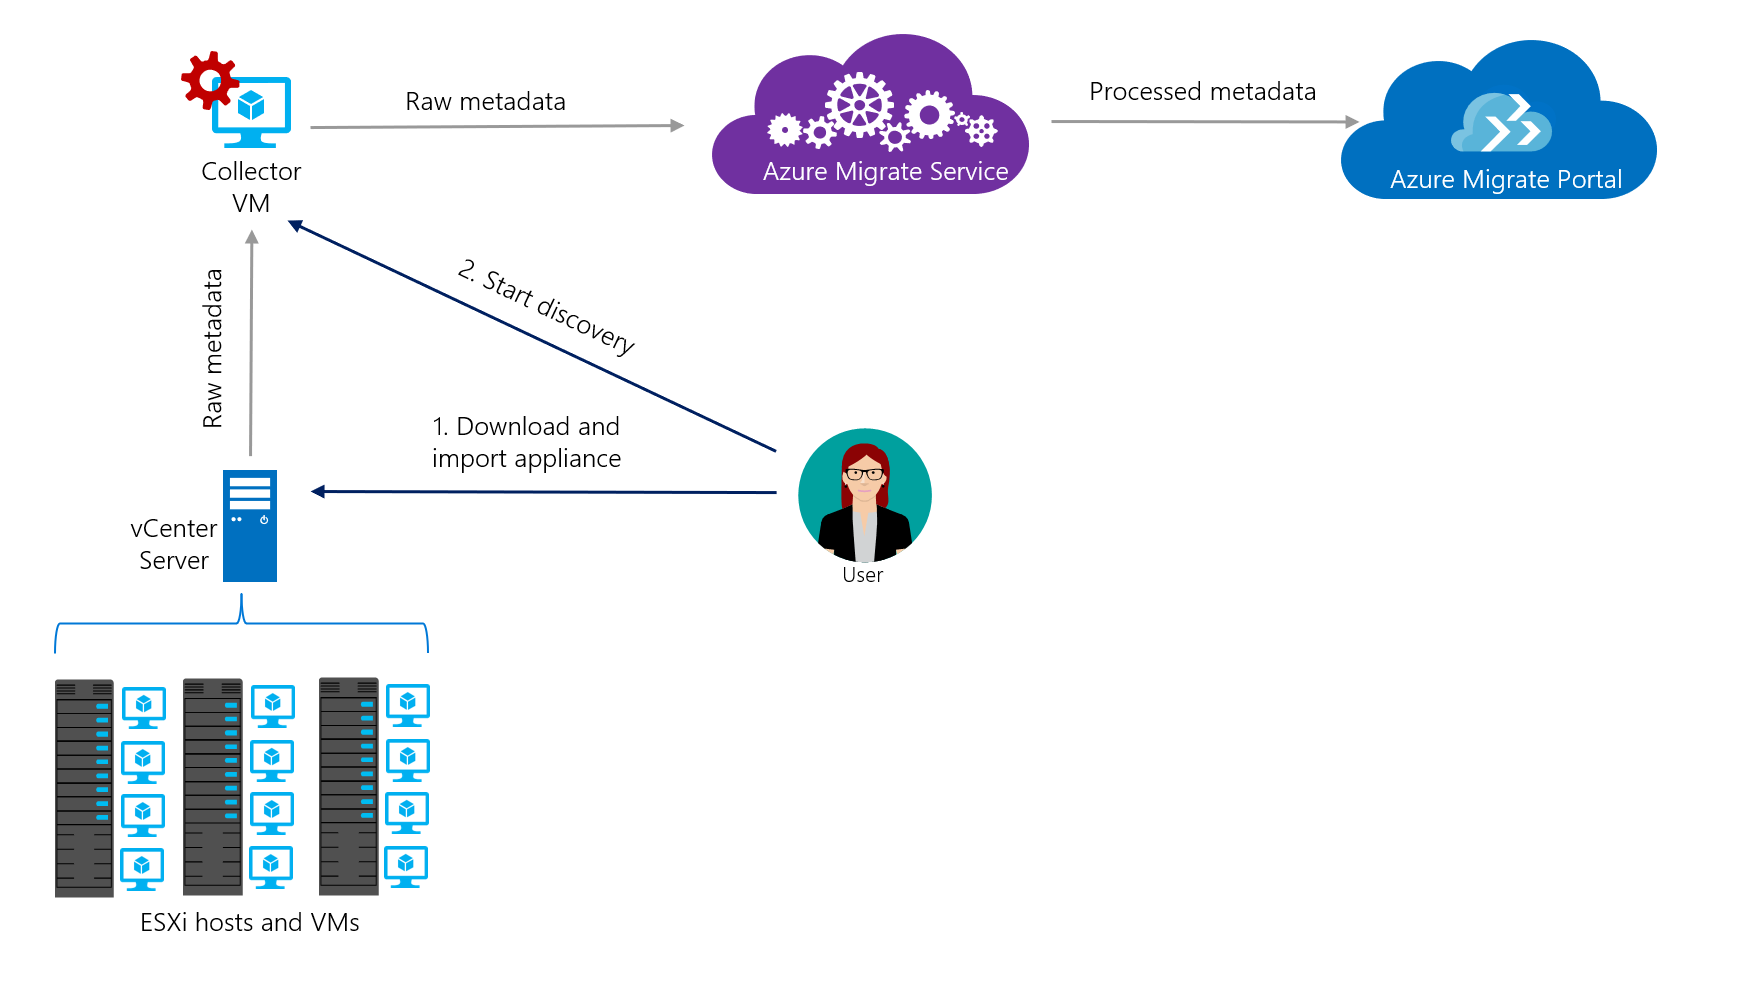 Raw metadata
Processed metadata
Collector
VM
Azure Migrate Service
Azure Migrate Portal
2. Start discovery
Raw metadata
1. Download and
import appliance
vCenter
Server
User
ESXi hosts and VMs